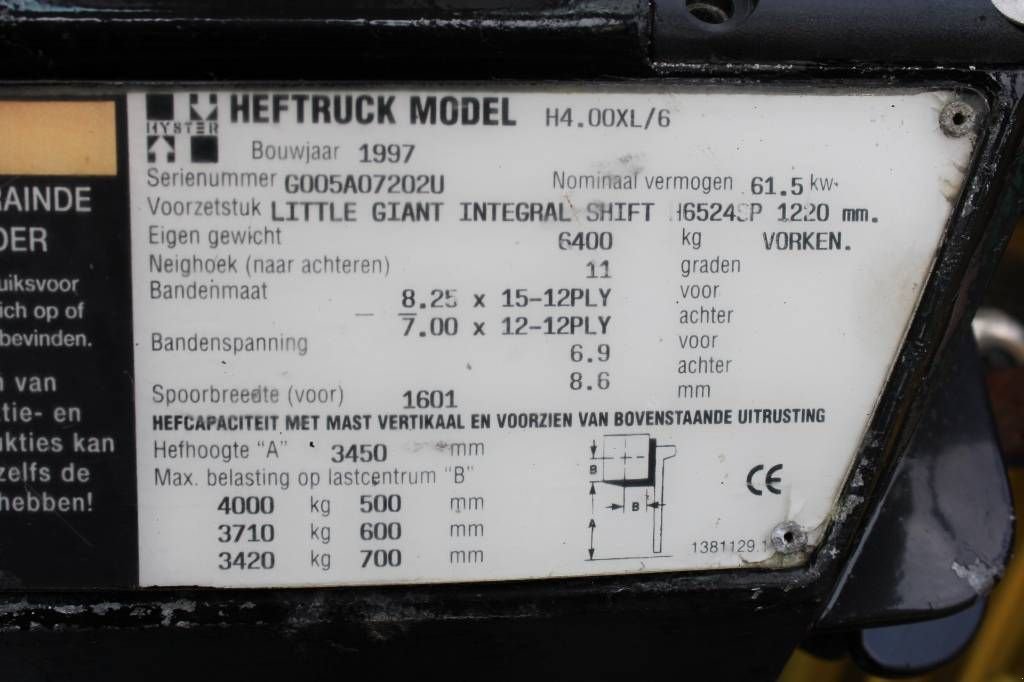 HYSTER
HEFTRUCK MODEL H4.00XL/6
Bouwjaar 1997
Serienummer G005A07202U Nominaal vermogen 61.5 kw.
Voorzetstuk LITTLE GIANT INTEGRAL SHIFT 1220 mm.
Eigen gewicht 6400 kg VORKEN.
Neighoek (naar achteren) 11 graden
Bandenmaat 8.25 x 15-12PLY voor
7.00 x 12-12PLY achter
Bandenspanning 6.9 voor
8.6 achter
Spoorbreedte (voor) 1601 mm
HEFCAPACITEIT MET MAST VERTIKAAL EN VOORZIEN VAN BOVENSTAANDE UITRUSTING
Hefhoogte "A" 3450 mm
Max. belasting op lastcentrum "B"
4000 kg 500 mm
3710 kg 600 mm
3420 kg 700 mm
B
B
A
CE
1381129.
RAINDE
DER
uiksvoor
ich op of
bevinden.
n van
tie- en
ukties kan
zelfs de
hebben!